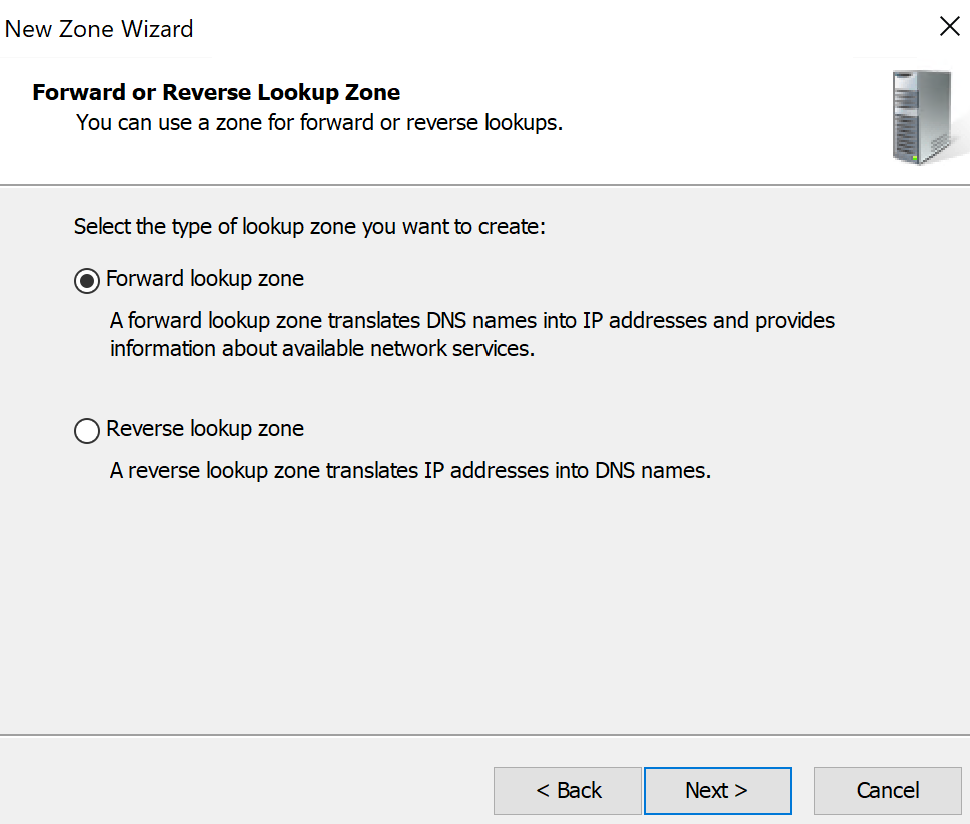 New Zone Wizard
Forward or Reverse Lookup Zone
You can use a zone for forward or reverse lookups.
Select the type of lookup zone you want to create:
Forward lookup zone
A forward lookup zone translates DNS names into IP addresses and provides
information about available network services.
Reverse lookup zone
A reverse lookup zone translates IP addresses into DNS names.
< Back
Next >
Cancel